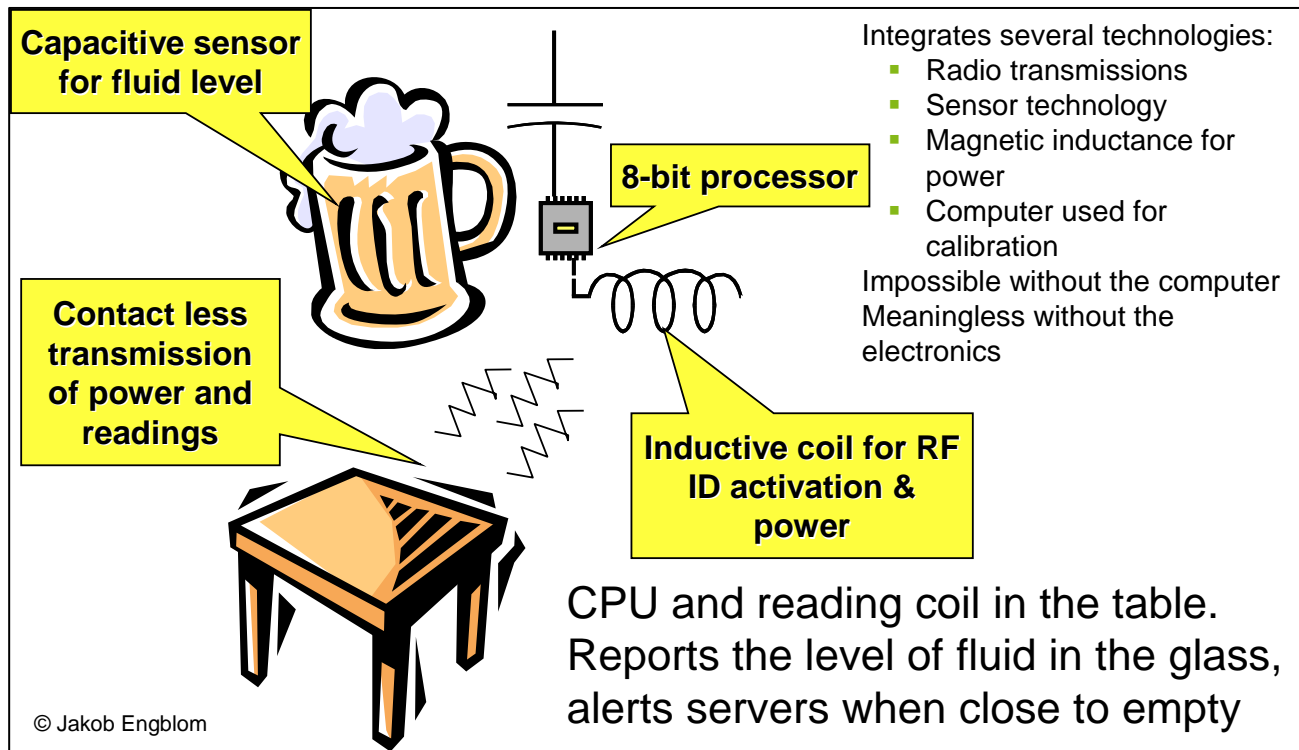 Capacitive sensor
for fluid level
8-bit processor
Integrates several technologies:
▪ Radio transmissions
▪ Sensor technology
▪ Magnetic inductance for
power
▪ Computer used for
calibration
Impossible without the computer
Meaningless without the
electronics
Contact less
transmission
of power and
readings
Inductive coil for RF
ID activation &
power
CPU and reading coil in the table.
Reports the level of fluid in the glass,
alerts servers when close to empty
© Jakob Engblom